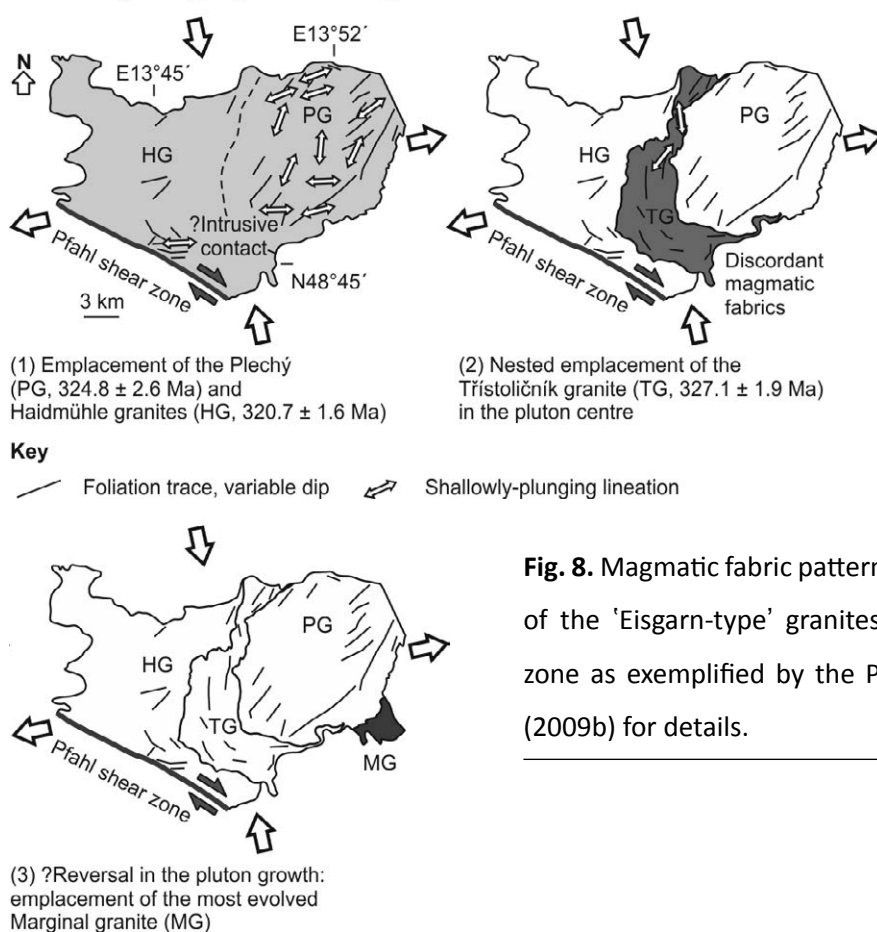 E13°52´
N
E13°45´
PG
HG
?Intrusive
contact
Pfahl shear zone
3 km
N48°45´
(1) Emplacement of the Plechý
(PG, 324.8 ± 2.6 Ma) and
Haidmühle granites (HG, 320.7 ± 1.6 Ma)
PG
HG
TG
Pfahl shear zone
Discordant
magmatic
fabrics
(2) Nested emplacement of the
Třístoličník granite (TG, 327.1 ± 1.9 Ma)
in the pluton centre
Key
Foliation trace, variable dip
Shallowly-plunging lineation
PG
HG
TG
MG
Pfahl shear zone
(3) ?Reversal in the pluton growth:
emplacement of the most evolved
Marginal granite (MG)
Fig. 8. Magmatic fabric pattern
of the ‘Eisgarn-type’ granites
zone as exemplified by the P
(2009b) for details.